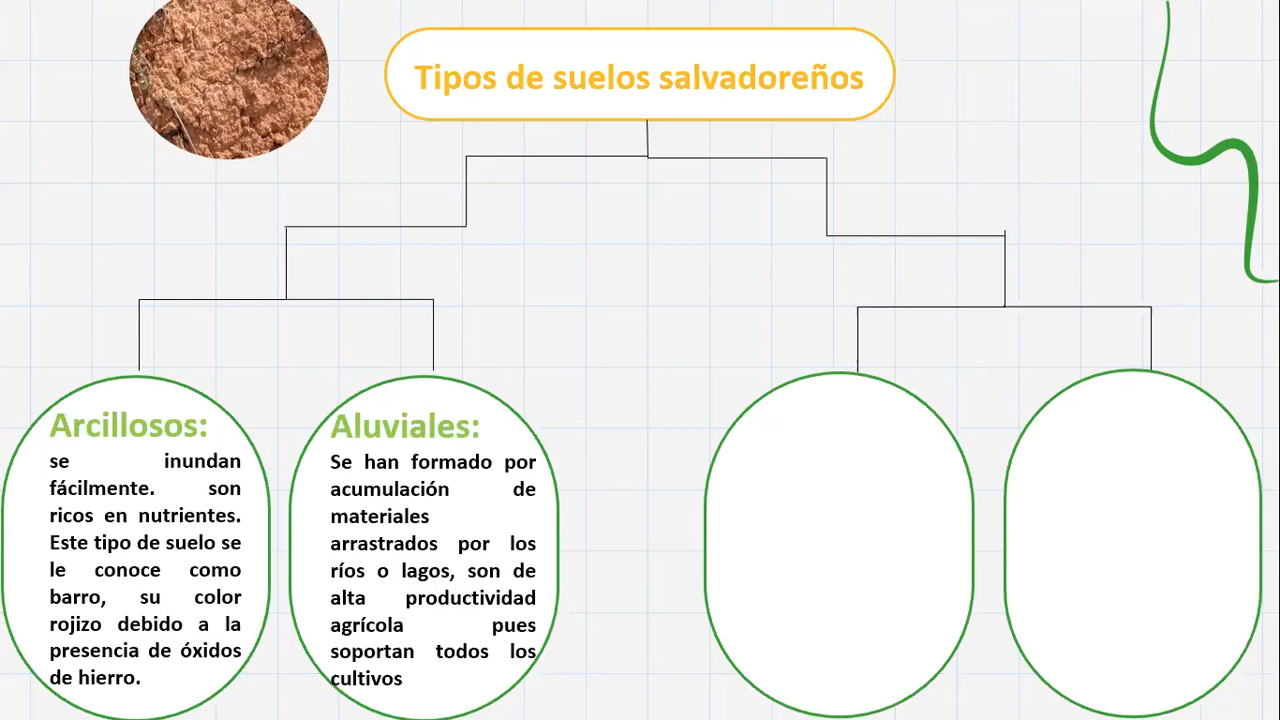 Tipos de suelos salvadoreños
Arcillosos:
se inundan
fácilmente. son
ricos en nutrientes.
Este tipo de suelo se
le conoce como
barro, su color
rojizo debido a la
presencia de óxidos
de hierro.
Aluviales:
Se han formado por
acumulación de
materiales
arrastrados por los
ríos o lagos, son de
alta productividad
agrícola pues
soportan todos los
cultivos